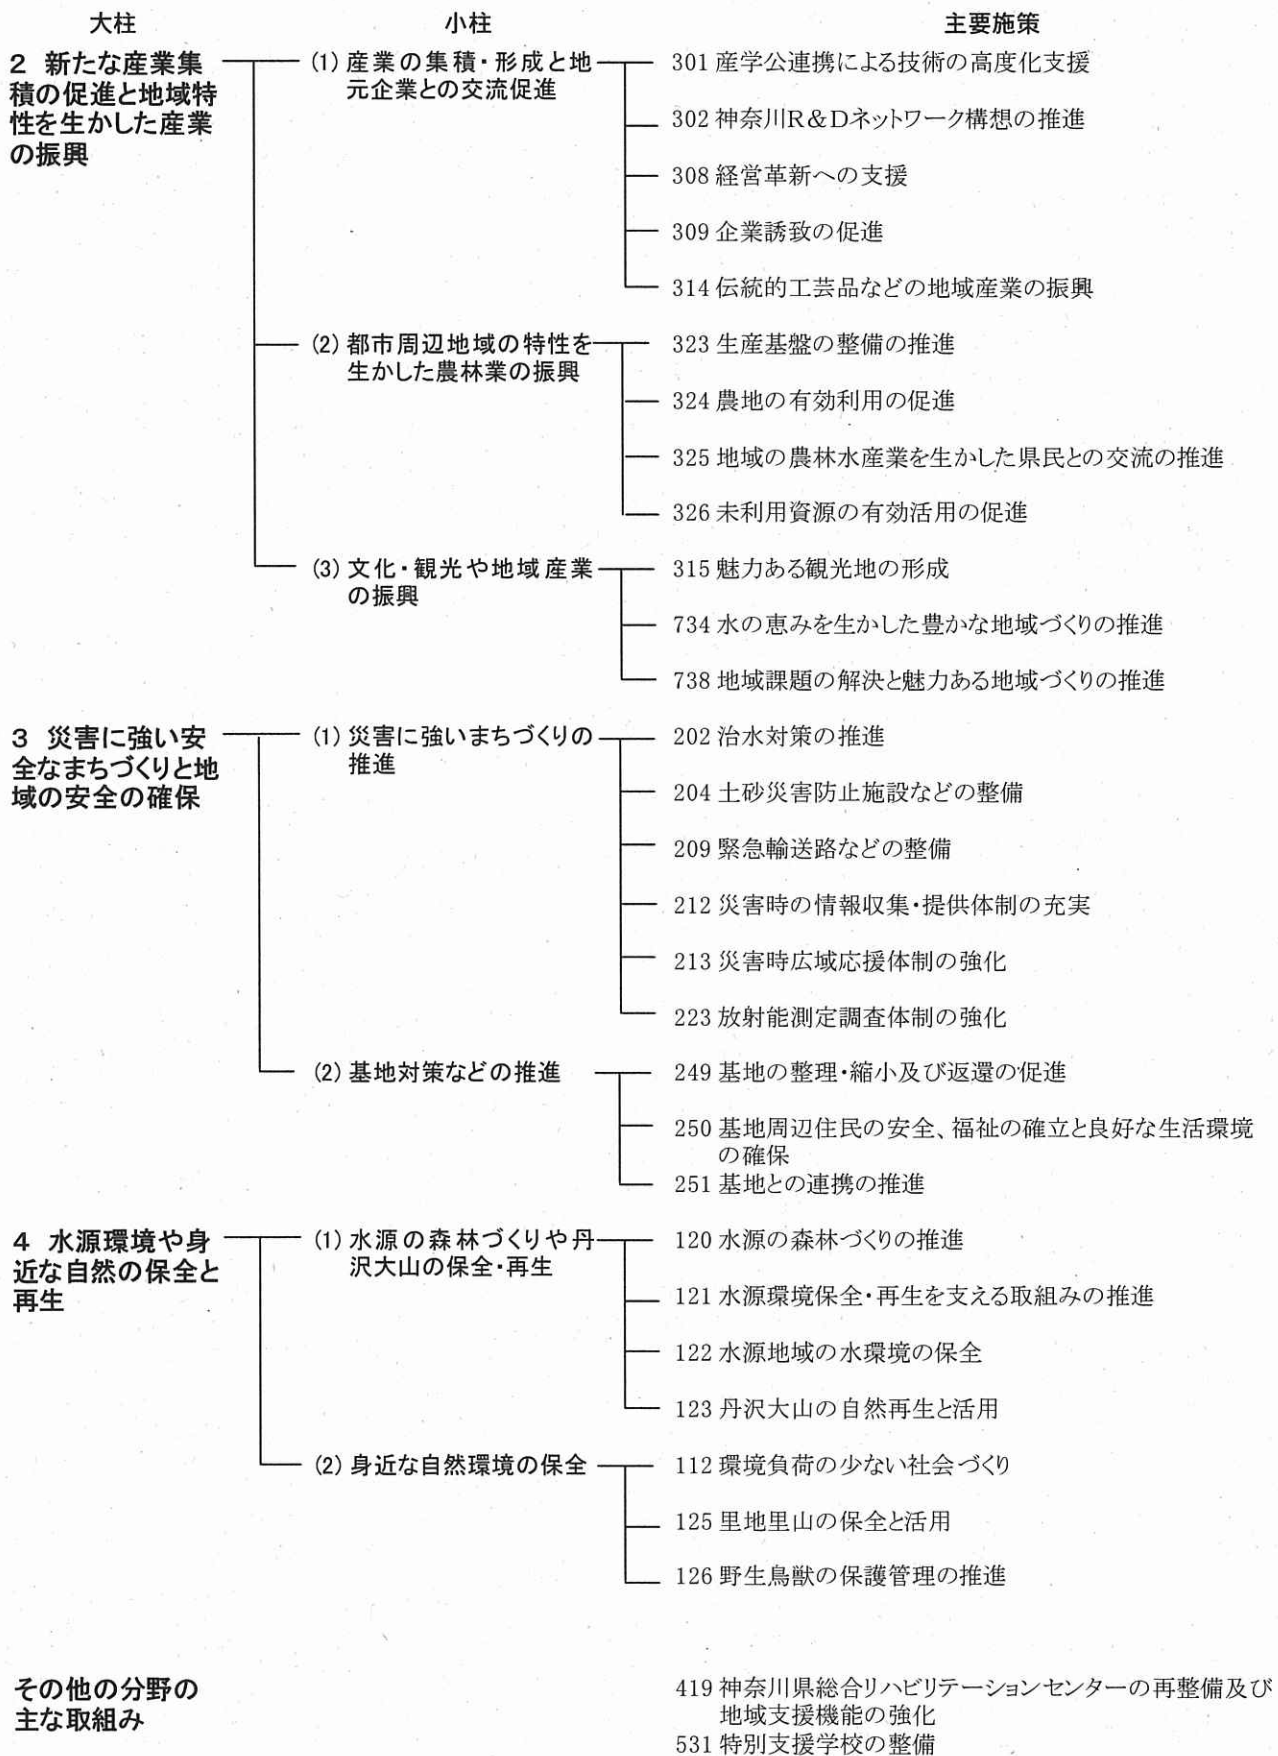 大柱 小柱 主要施策
2 新たな産業集
積の促進と地域特
性を生かした産業
の振興
(1) 産業の集積・形成と地
元企業との交流促進
301 産学公連携による技術の高度化支援
302 神奈川R&Dネットワーク構想の推進
308 経営革新への支援
309 企業誘致の促進
314 伝統的工芸品などの地域産業の振興
(2) 都市周辺地域の特性を
生かした農林業の振興
323 生産基盤の整備の推進
324 農地の有効利用の促進
325 地域の農林水産業を生かした県民との交流の推進
326 未利用資源の有効活用の促進
(3) 文化・観光や地域産業
の振興
315 魅力ある観光地の形成
734 水の恵みを生かした豊かな地域づくりの推進
738 地域課題の解決と魅力ある地域づくりの推進
3 災害に強い安
全なまちづくりと地
域の安全の確保
(1) 災害に強いまちづくりの
推進
202 治水対策の推進
204 土砂災害防止施設などの整備
209 緊急輸送路などの整備
212 災害時の情報収集・提供体制の充実
213 災害時広域応援体制の強化
223 放射能測定調査体制の強化
(2) 基地対策などの推進
249 基地の整理・縮小及び返還の促進
250 基地周辺住民の安全、福祉の確立と良好な生活環境
の確保
251 基地との連携の推進
4 水源環境や身
近な自然の保全と
再生
(1) 水源の森林づくりや丹
沢大山の保全・再生
120 水源の森林づくりの推進
121 水源環境保全・再生を支える取組みの推進
122 水源地域の水環境の保全
123 丹沢大山の自然再生と活用
(2) 身近な自然環境の保全
112 環境負荷の少ない社会づくり
125 里地里山の保全と活用
126 野生鳥獣の保護管理の推進
その他の分野の
主な取組み
419 神奈川県総合リハビリテーションセンターの再整備及び
地域支援機能の強化
531 特別支援学校の整備